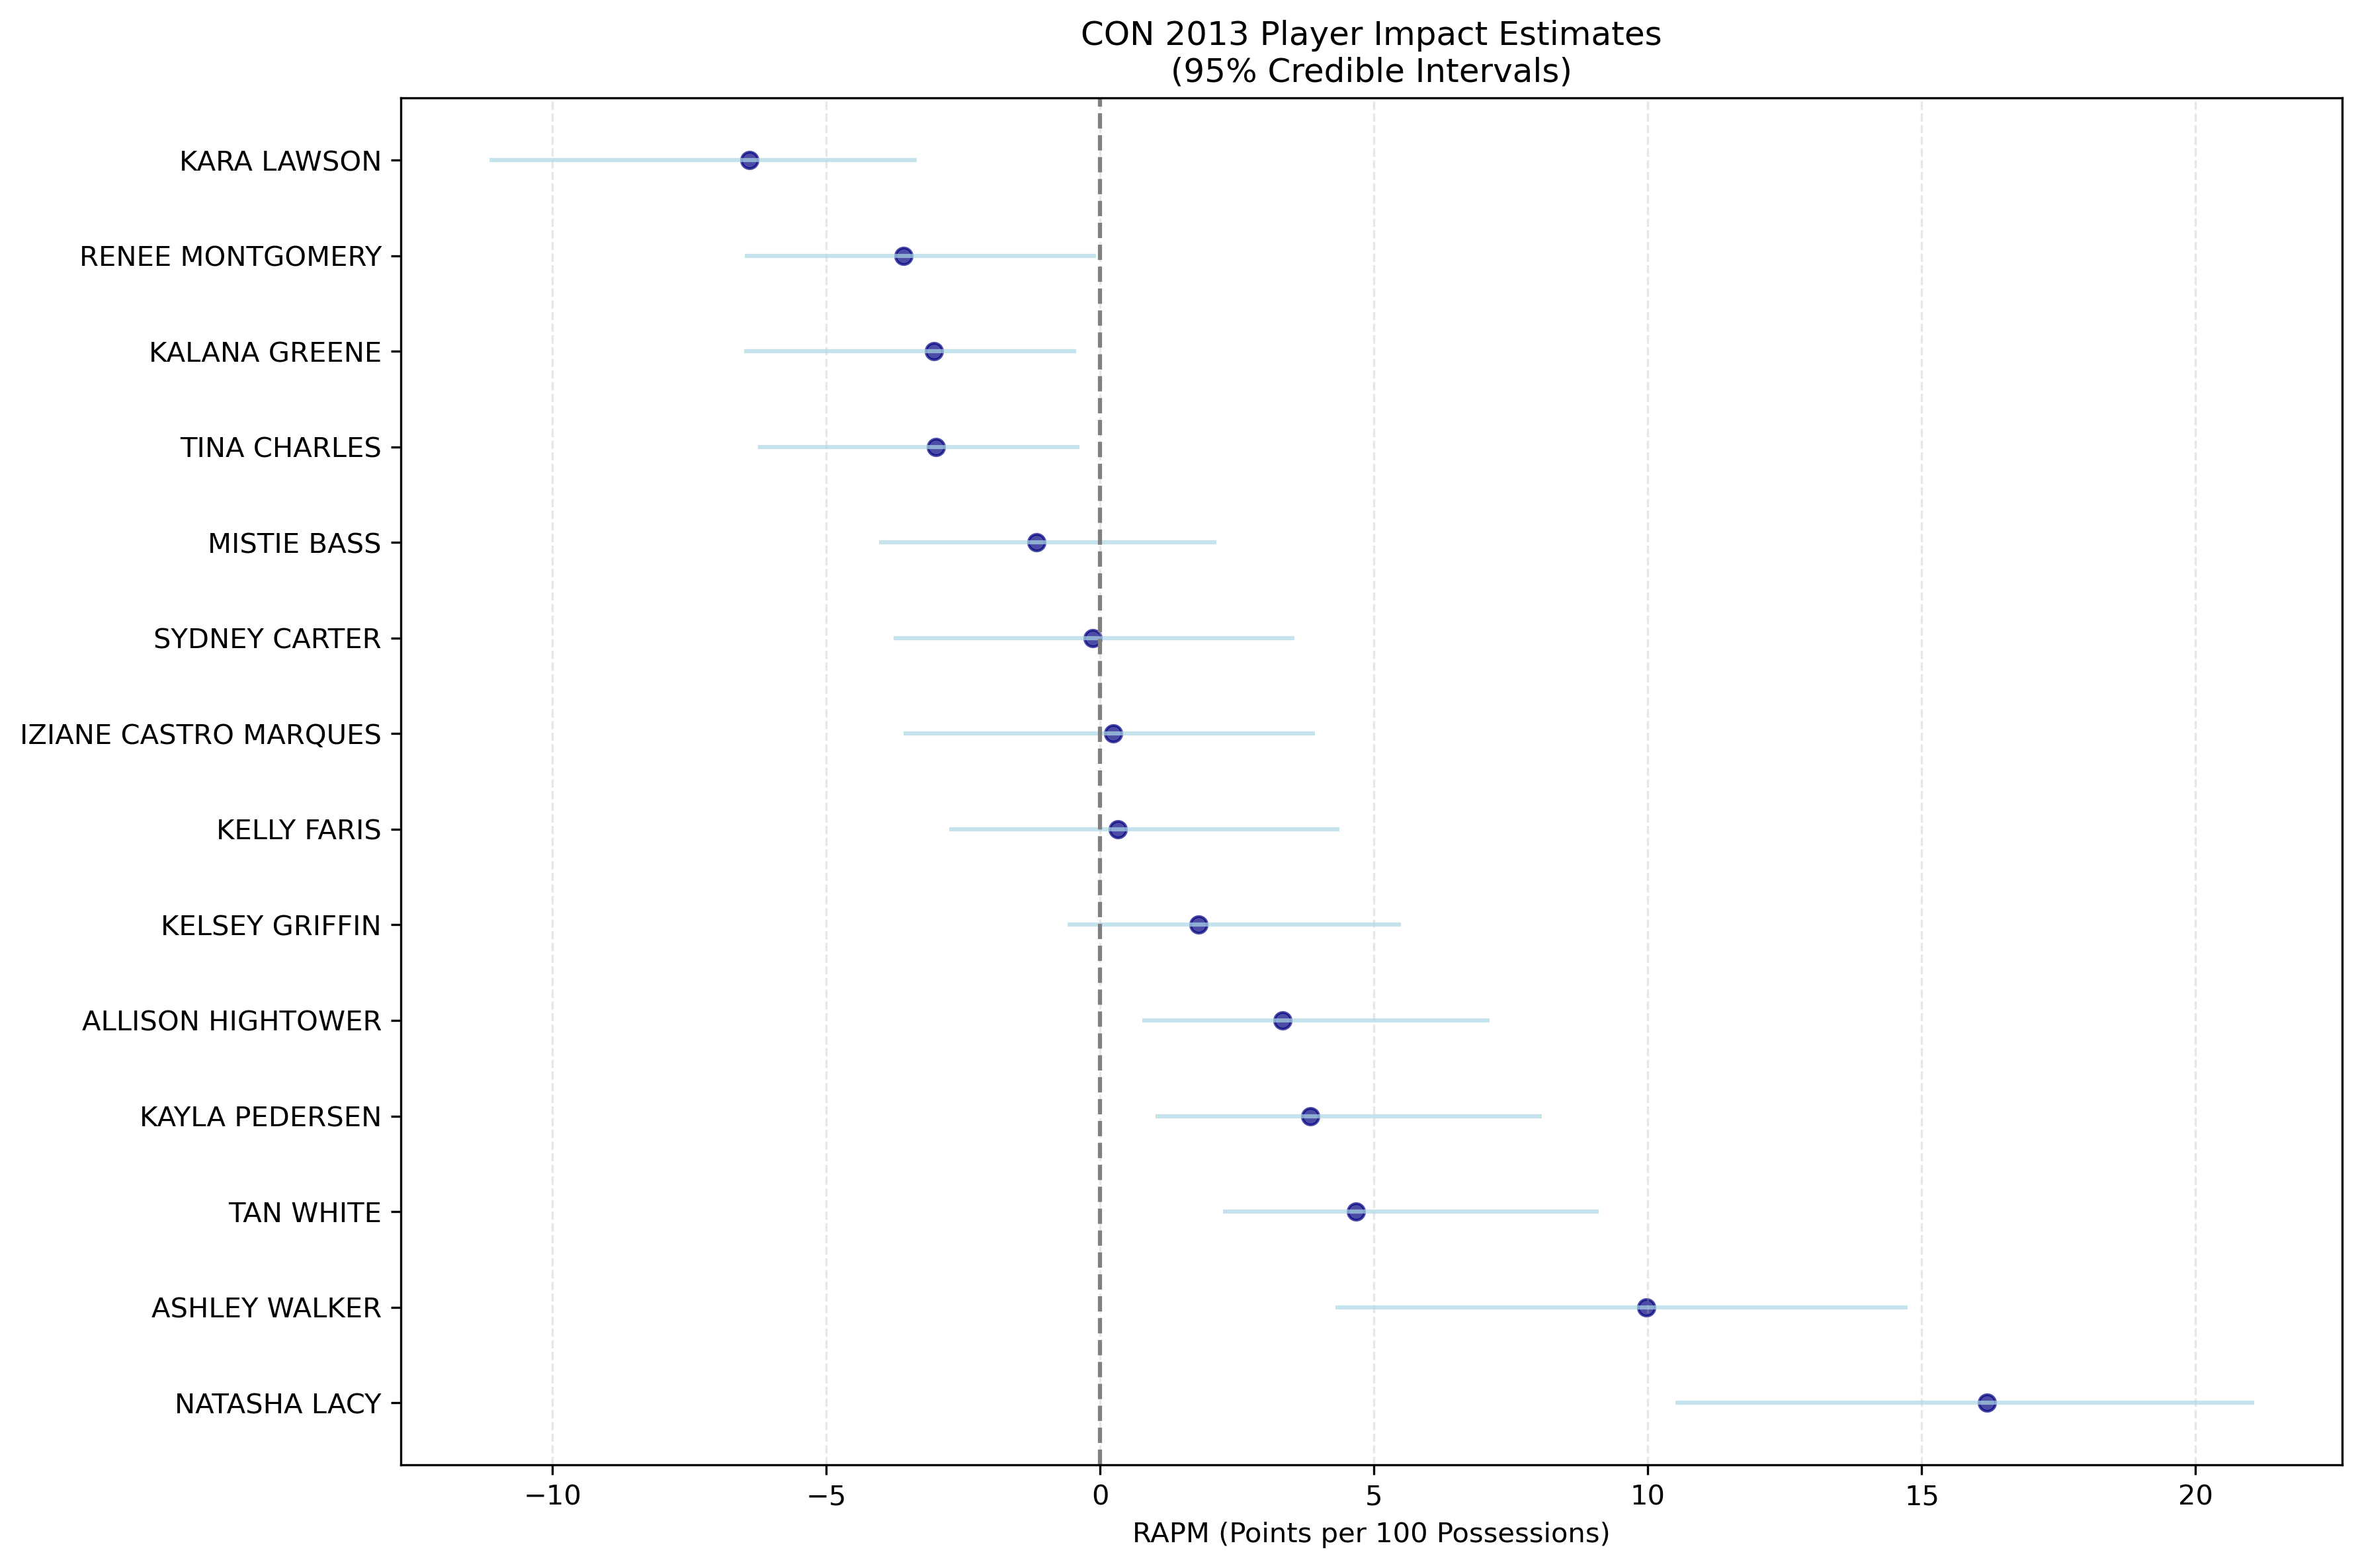 CON 2013 Player Impact Estimates
(95% Credible Intervals)
KARA LAWSON
RENEE MONTGOMERY
KALANA GREENE
TINA CHARLES
MISTIE BASS
SYDNEY CARTER
IZIANE CASTRO MARQUES
KELLY FARIS
KELSEY GRIFFIN
ALLISON HIGHTOWER
KAYLA PEDERSEN
TAN WHITE
ASHLEY WALKER
NATASHA LACY
−10 −5 0 5 10 15 20
RAPM (Points per 100 Possessions)